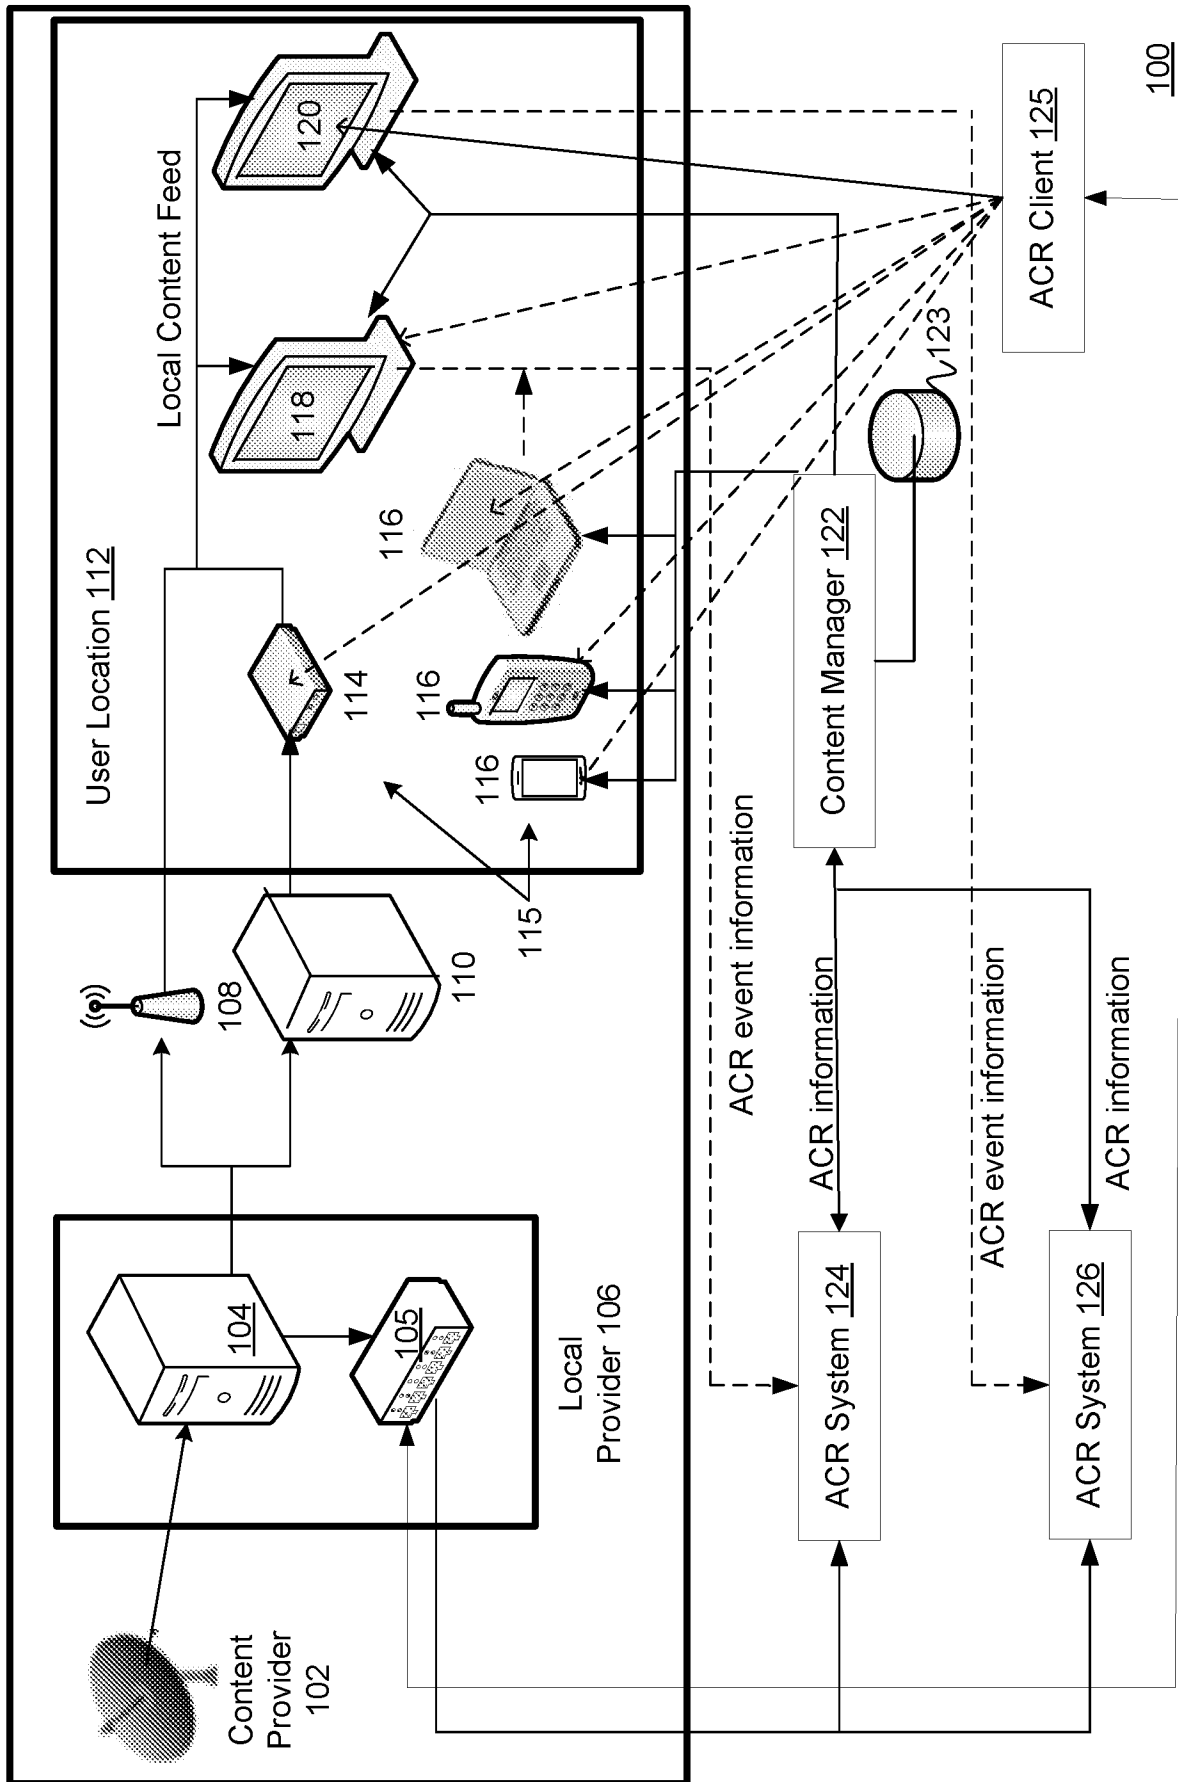 100
User Location 112
Local Content Feed
120
118
116
116
116
114
115
108
110
104
105
Local
Provider 106
Content
Provider
102
ACR event information
ACR information
ACR event information
ACR information
Content Manager 122
123
ACR Client 125
ACR System 124
ACR System 126